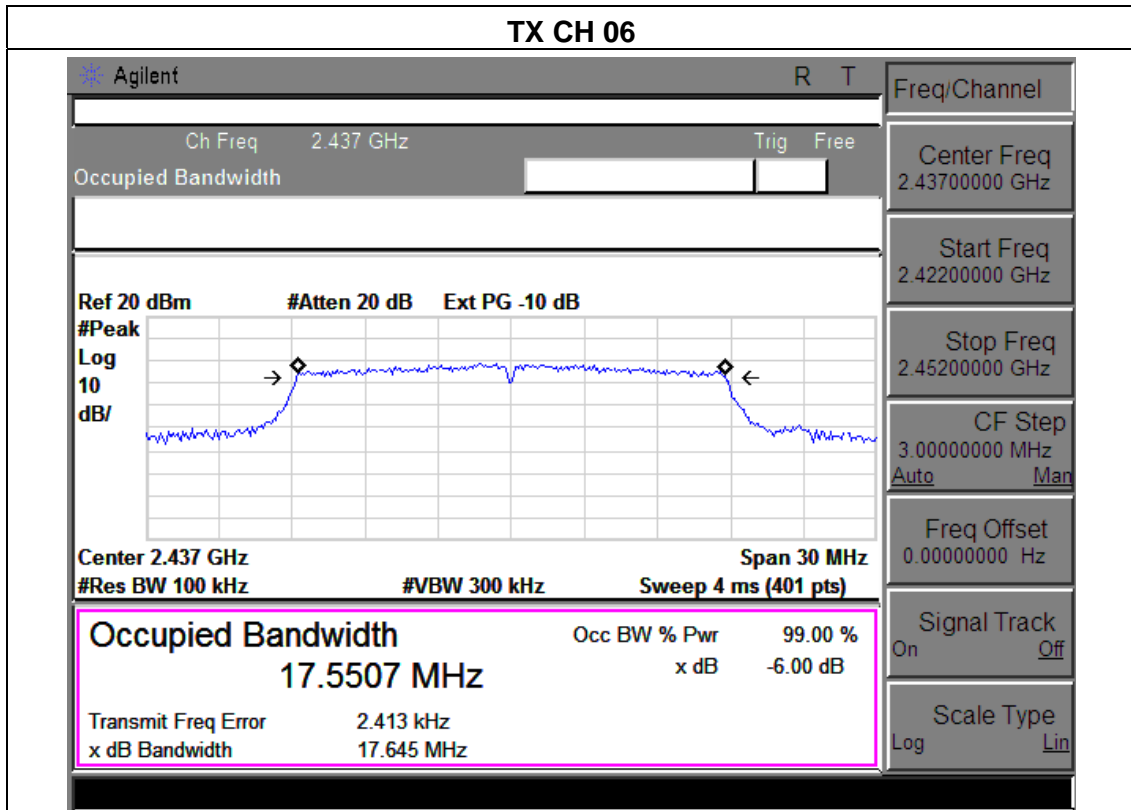 TX CH 06
Agilent R T
Ch Freq 2.437 GHz Trig Free
Occupied Bandwidth
Ref 20 dBm #Atten 20 dB Ext PG -10 dB
#Peak
Log
10
dB/
Center 2.437 GHz Span 30 MHz
#Res BW 100 kHz #VBW 300 kHz Sweep 4 ms (401 pts)
Occupied Bandwidth Occ BW % Pwr 99.00 %
17.5507 MHz x dB -6.00 dB
Transmit Freq Error 2.413 kHz
x dB Bandwidth 17.645 MHz
Freq/Channel
Center Freq
2.43700000 GHz
Start Freq
2.42200000 GHz
Stop Freq
2.45200000 GHz
CF Step
3.00000000 MHz
Auto Man
Freq Offset
0.00000000 Hz
Signal Track
On Off
Scale Type
Log Lin